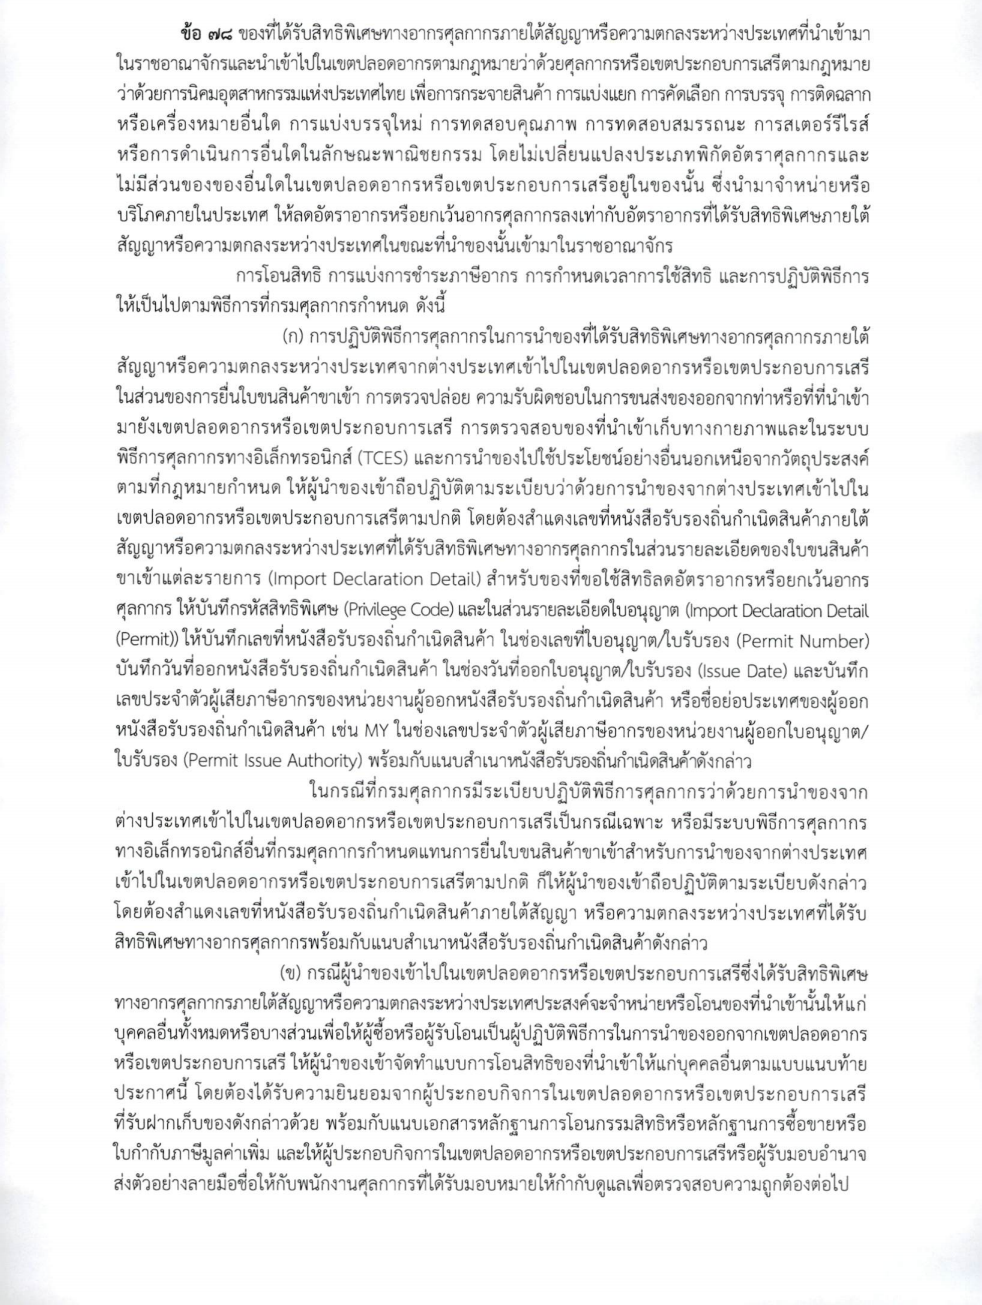 ข้อ ๗๘ ของที่ได้รับสิทธิพิเศษทางอากรศุลกากรภายใต้สัญญาหรือความตกลงระหว่างประเทศที่นำเข้ามา
ในราชอาณาจักรและนำเข้าไปในเขตปลอดอากรตามกฎหมายว่าด้วยศุลกากรหรือเขตประกอบการเสรีตามกฎหมาย
ว่าด้วยการนิคมอุตสาหกรรมแห่งประเทศไทย เพื่อการกระจายสินค้า การแบ่งแยก การคัดเลือก การบรรจุ การติดฉลาก
หรือเครื่องหมายอื่นใด การแบ่งบรรจุใหม่ การทดสอบคุณภาพ การทดสอบสมรรถนะ การสเตอร์รีไรส์
หรือการดำเนินการอื่นใดในลักษณะพาณิชยกรรม โดยไม่เปลี่ยนแปลงประเภทพิกัดอัตราศุลกากรและ
ไม่มีส่วนของของอื่นใดในเขตปลอดอากรหรือเขตประกอบการเสรีอยู่ในของนั้น ซึ่งนำมาจำหน่ายหรือ
บริโภคภายในประเทศ ให้ลดอัตราอากรหรือยกเว้นอากรศุลกากรลงเท่ากับอัตราอากรที่ได้รับสิทธิพิเศษภายใต้
สัญญาหรือความตกลงระหว่างประเทศในขณะที่นำของนั้นเข้ามาในราชอาณาจักร
การโอนสิทธิ การแบ่งการชำระภาษีอากร การกำหนดเวลาการใช้สิทธิ และการปฏิบัติพิธีการ
ให้เป็นไปตามพิธีการที่กรมศุลกากรกำหนด ดังนี้
(ก) การปฏิบัติพิธีการศุลกากรในการนำของที่ได้รับสิทธิพิเศษทางอากรศุลกากรภายใต้
สัญญาหรือความตกลงระหว่างประเทศจากต่างประเทศเข้าไปในเขตปลอดอากรหรือเขตประกอบการเสรี
ในส่วนของการยื่นใบขนสินค้าขาเข้า การตรวจปล่อย ความรับผิดชอบในการขนส่งของออกจากท่าหรือที่ที่นำเข้า
มายังเขตปลอดอากรหรือเขตประกอบการเสรี การตรวจสอบของที่นำเข้าเก็บทางกายภาพและในระบบ
พิธีการศุลกากรทางอิเล็กทรอนิกส์ (TCES) และการนำของไปใช้ประโยชน์อย่างอื่นนอกเหนือจากวัตถุประสงค์
ตามที่กฎหมายกำหนด ให้ผู้นำของเข้าถือปฏิบัติตามระเบียบว่าด้วยการนำของจากต่างประเทศเข้าไปใน
เขตปลอดอากรหรือเขตประกอบการเสรีตามปกติ โดยต้องสำแดงเลขที่หนังสือรับรองถิ่นกำเนิดสินค้าภายใต้
สัญญาหรือความตกลงระหว่างประเทศที่ได้รับสิทธิพิเศษทางอากรศุลกากรในส่วนรายละเอียดของใบขนสินค้า
ขาเข้าแต่ละรายการ (Import Declaration Detail) สำหรับของที่ขอใช้สิทธิลดอัตราอากรหรือยกเว้นอากร
ศุลกากร ให้บันทึกรหัสสิทธิพิเศษ (Privilege Code) และในส่วนรายละเอียดใบอนุญาต (Import Declaration Detail
(Permit)) ให้บันทึกเลขที่หนังสือรับรองถิ่นกำเนิดสินค้า ในช่องเลขที่ใบอนุญาต/ใบรับรอง (Permit Number)
บันทึกวันที่ออกหนังสือรับรองถิ่นกำเนิดสินค้า ในช่องวันที่ออกใบอนุญาต/ใบรับรอง (Issue Date) และบันทึก
เลขประจำตัวผู้เสียภาษีอากรของหน่วยงานผู้ออกหนังสือรับรองถิ่นกำเนิดสินค้า หรือชื่อย่อประเทศของผู้ออก
หนังสือรับรองถิ่นกำเนิดสินค้า เช่น MY ในช่องเลขประจำตัวผู้เสียภาษีอากรของหน่วยงานผู้ออกใบอนุญาต/
ใบรับรอง (Permit Issue Authority) พร้อมกับแนบสำเนาหนังสือรับรองถิ่นกำเนิดสินค้าดังกล่าว
ในกรณีที่กรมศุลกากรมีระเบียบปฏิบัติพิธีการศุลกากรว่าด้วยการนำของจาก
ต่างประเทศเข้าไปในเขตปลอดอากรหรือเขตประกอบการเสรีเป็นกรณีเฉพาะ หรือมีระบบพิธีการศุลกากร
ทางอิเล็กทรอนิกส์อื่นที่กรมศุลกากรกำหนดแทนการยื่นใบขนสินค้าขาเข้าสำหรับการนำของจากต่างประเทศ
เข้าไปในเขตปลอดอากรหรือเขตประกอบการเสรีตามปกติ ก็ให้ผู้นำของเข้าถือปฏิบัติตามระเบียบดังกล่าว
โดยต้องสำแดงเลขที่หนังสือรับรองถิ่นกำเนิดสินค้าภายใต้สัญญา หรือความตกลงระหว่างประเทศที่ได้รับ
สิทธิพิเศษทางอากรศุลกากรพร้อมกับแนบสำเนาหนังสือรับรองถิ่นกำเนิดสินค้าดังกล่าว
(ข) กรณีผู้นำของเข้าไปในเขตปลอดอากรหรือเขตประกอบการเสรีซึ่งได้รับสิทธิพิเศษ
ทางอากรศุลกากรภายใต้สัญญาหรือความตกลงระหว่างประเทศประสงค์จะจำหน่ายหรือโอนของที่นำเข้านั้นให้แก่
บุคคลอื่นทั้งหมดหรือบางส่วนเพื่อให้ผู้ซื้อหรือผู้รับโอนเป็นผู้ปฏิบัติพิธีการในการนำของออกจากเขตปลอดอากร
หรือเขตประกอบการเสรี ให้ผู้นำของเข้าจัดทำแบบการโอนสิทธิของที่นำเข้าให้แก่บุคคลอื่นตามแบบแนบท้าย
ประกาศนี้ โดยต้องได้รับความยินยอมจากผู้ประกอบกิจการในเขตปลอดอากรหรือเขตประกอบการเสรี
ที่รับฝากเก็บของดังกล่าวด้วย พร้อมกับแนบเอกสารหลักฐานการโอนกรรมสิทธิหรือหลักฐานการซื้อขายหรือ
ใบกำกับภาษีมูลค่าเพิ่ม และให้ผู้ประกอบกิจการในเขตปลอดอากรหรือเขตประกอบการเสรีหรือผู้รับมอบอำนาจ
ส่งตัวอย่างลายมือชื่อให้กับพนักงานศุลกากรที่ได้รับมอบหมายให้กำกับดูแลเพื่อตรวจสอบความถูกต้องต่อไป